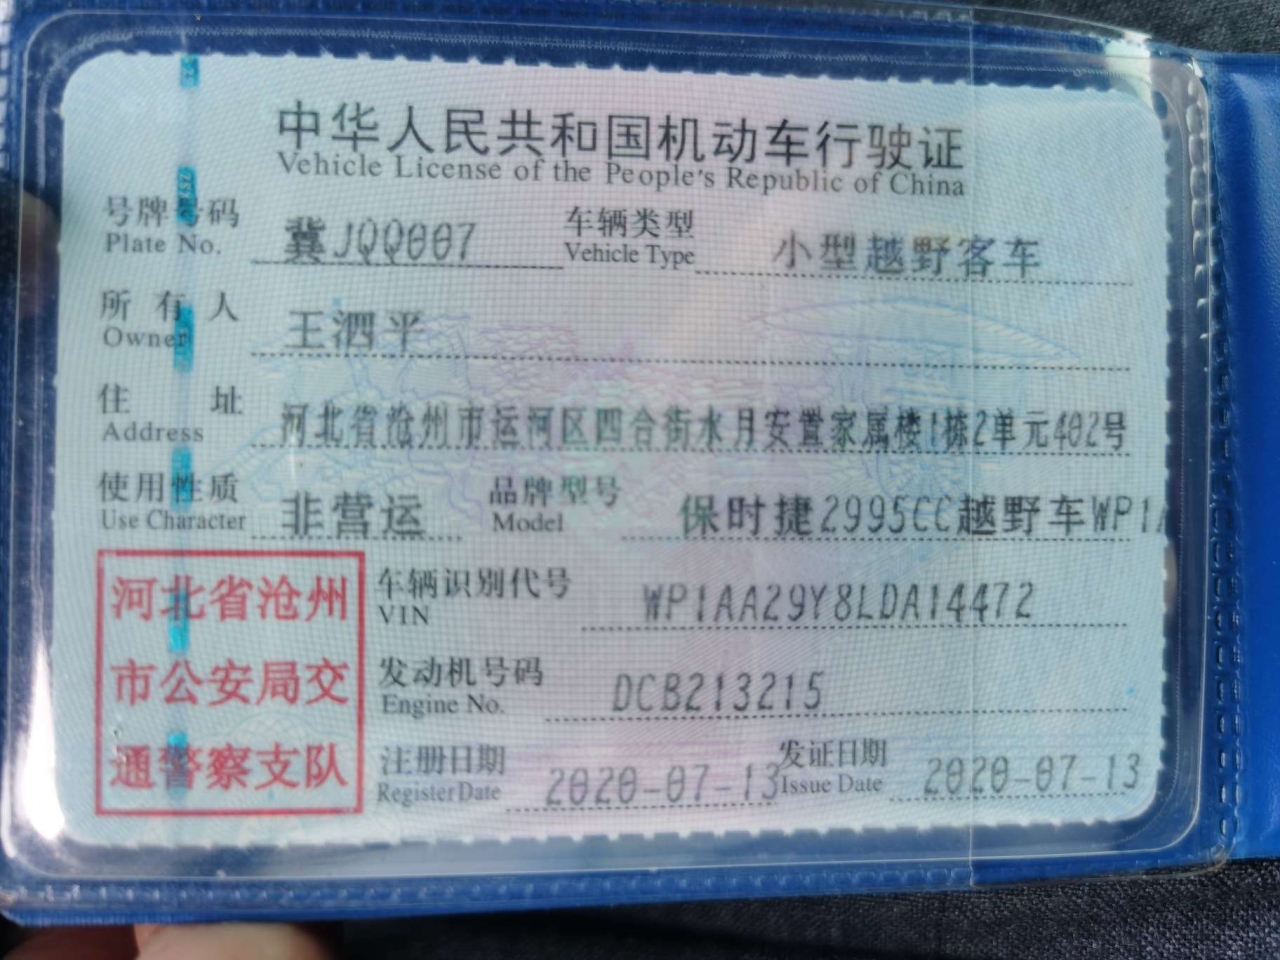 中华人民共和国机动车行驶证
Vehicle License of the People's Republic of China
号牌号码 冀JQQ007 车辆类型 小型越野客车
Plate No. Vehicle Type
所有人 王泗平
Owner
住址 河北省沧州市运河区四合街水月安置家属楼1栋2单元402号
Address
使用性质 非营运 品牌型号 保时捷2995CC越野车WP1A
Use Character Model
车辆识别代号 WP1AA29Y8LDA14472
VIN
发动机号码 DCB213215
Engine No.
注册日期 2020-07-13 发证日期 2020-07-13
Register Date Issue Date
河北省沧州
市公安局交
通警察支队